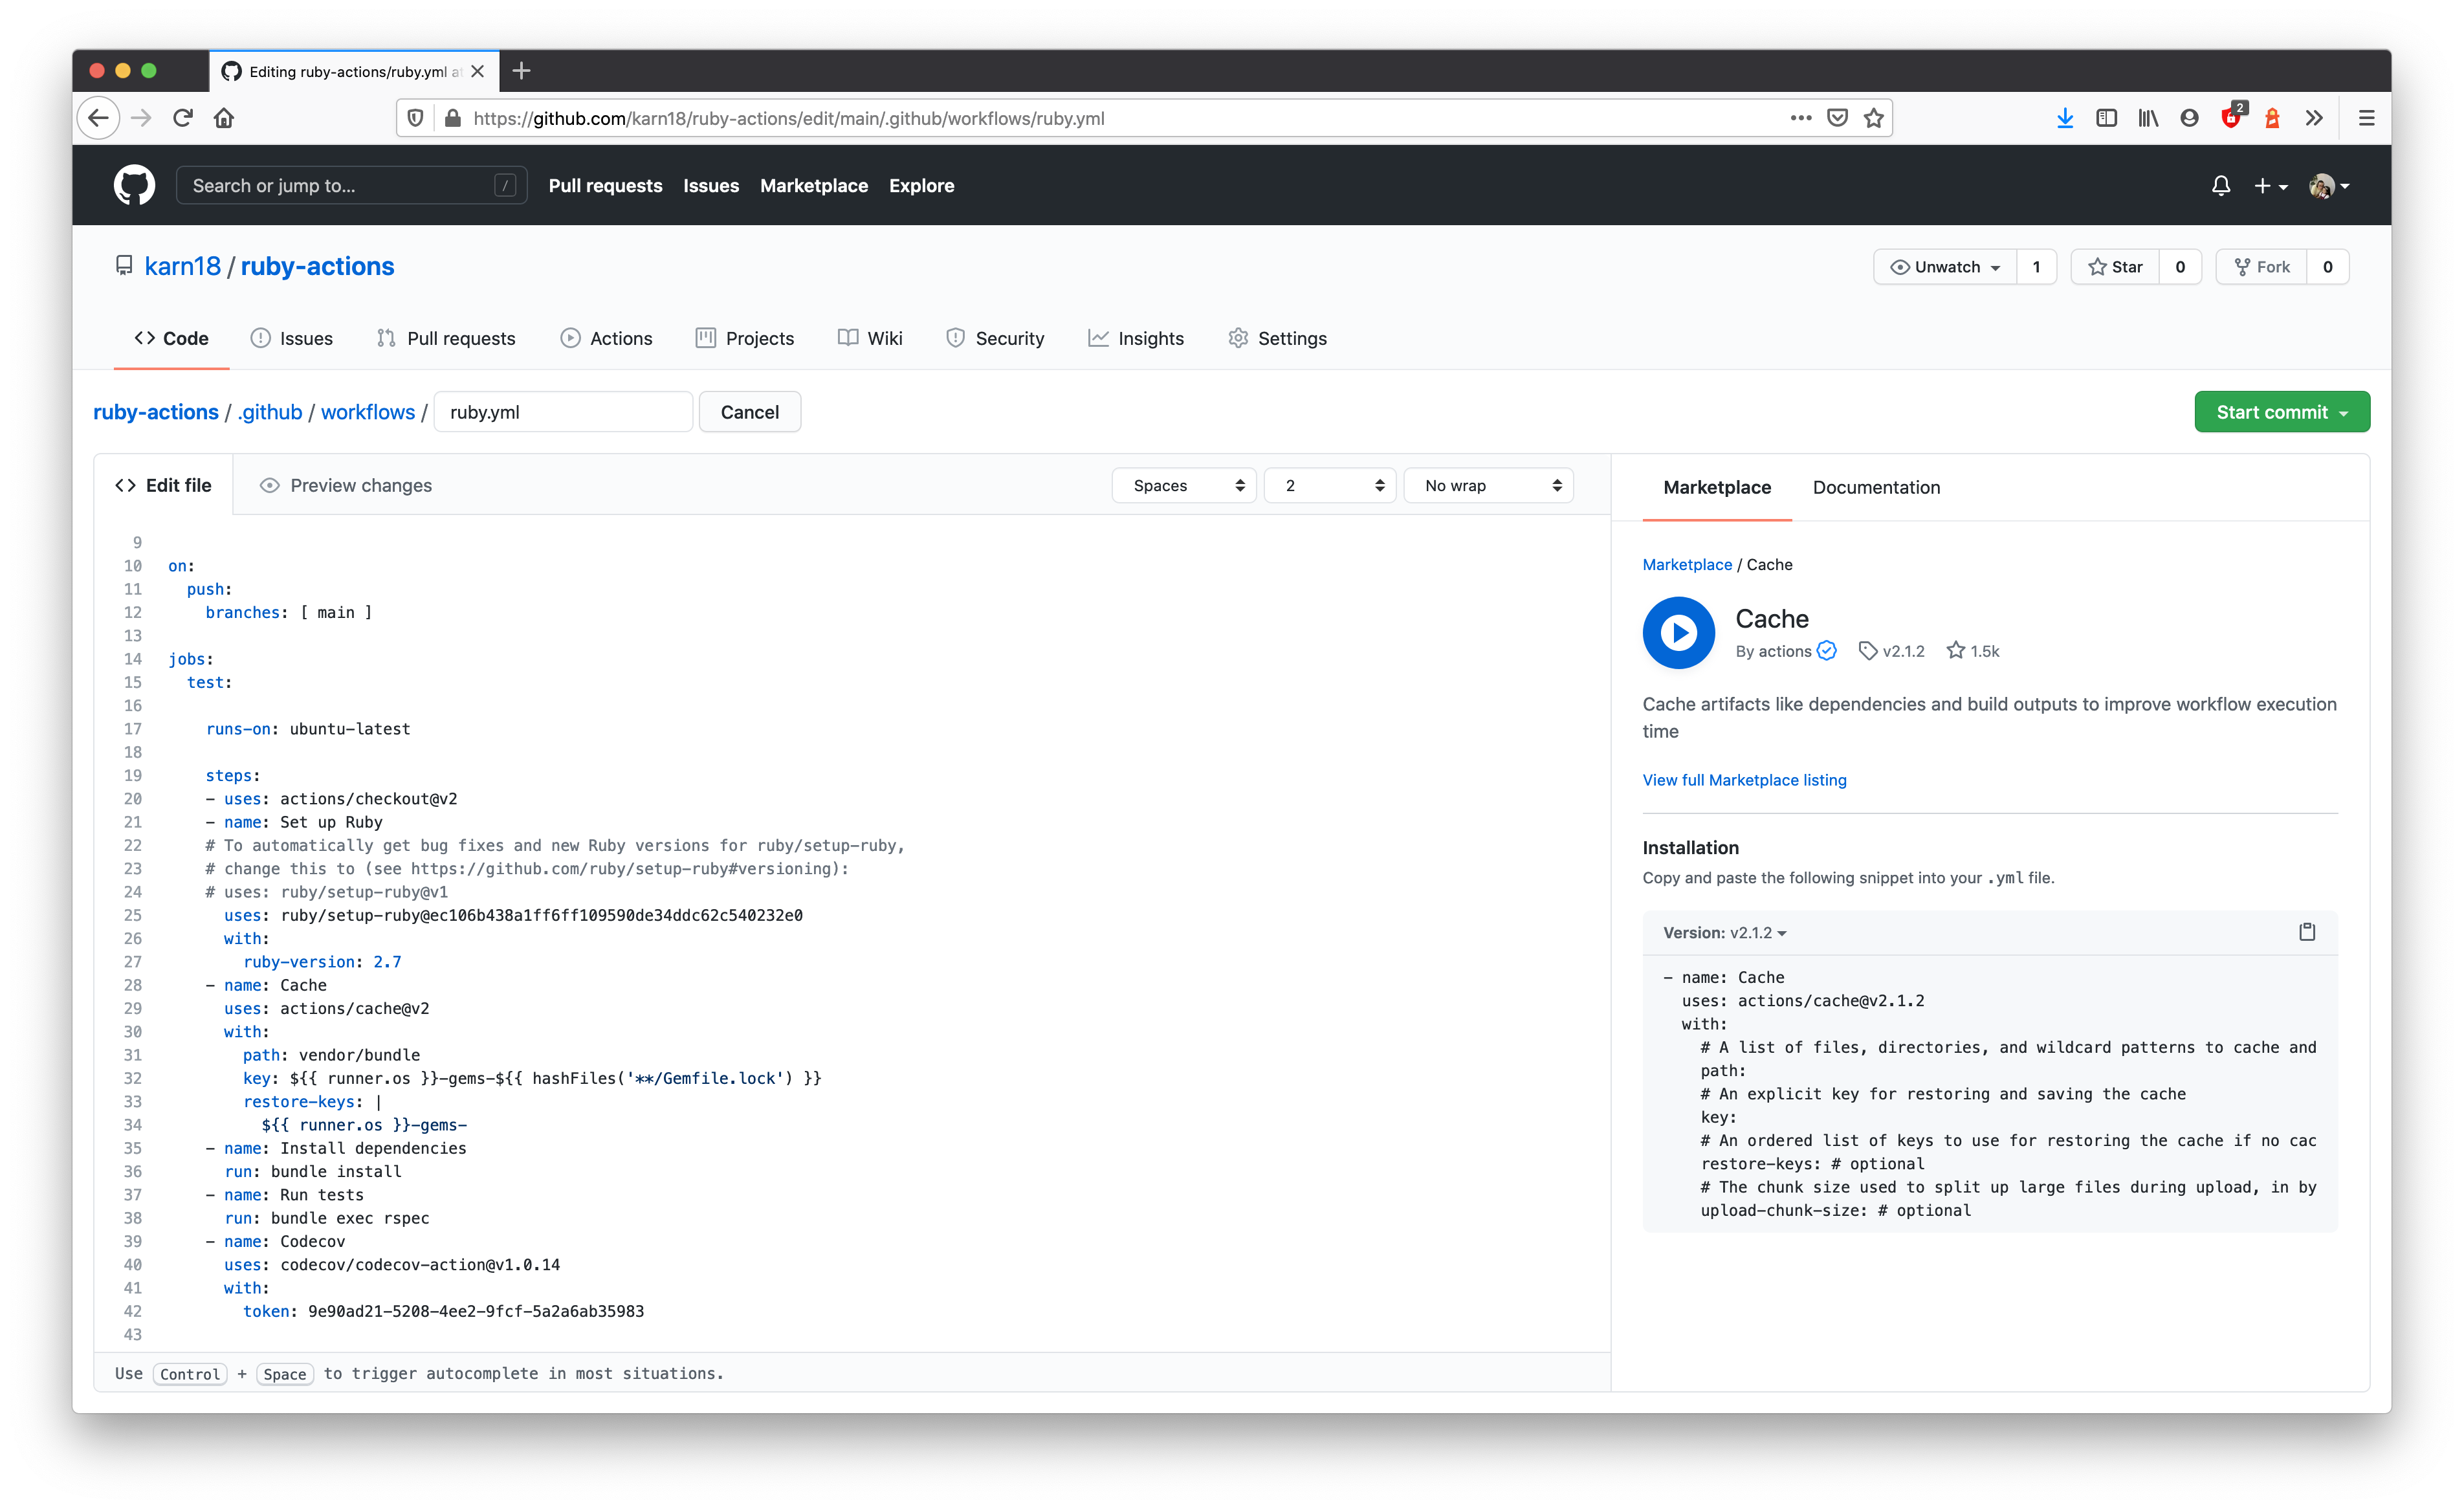 Editing ruby-actions/ruby.yml a
https://github.com/karn18/ruby-actions/edit/main/.github/workflows/ruby.yml
2
Search or jump to... /
Pull requests Issues Marketplace Explore
karn18 / ruby-actions
Unwatch 1 Star 0 Fork 0
Code Issues Pull requests Actions Projects Wiki Security Insights Settings
ruby-actions / .github / workflows / ruby.yml Cancel
Start commit
Edit file Preview changes
Spaces 2 No wrap
9
10 on:
11 push:
12 branches: [ main ]
13
14 jobs:
15 test:
16
17 runs-on: ubuntu-latest
18
19 steps:
20 - uses: actions/checkout@v2
21 - name: Set up Ruby
22 # To automatically get bug fixes and new Ruby versions for ruby/setup-ruby,
23 # change this to (see https://github.com/ruby/setup-ruby#versioning):
24 # uses: ruby/setup-ruby@v1
25 uses: ruby/setup-ruby@ec106b438a1ff6ff109590de34ddc62c540232e0
26 with:
27 ruby-version: 2.7
28 - name: Cache
29 uses: actions/cache@v2
30 with:
31 path: vendor/bundle
32 key: ${{ runner.os }}-gems-${{ hashFiles('**/Gemfile.lock') }}
33 restore-keys: |
34 ${{ runner.os }}-gems-
35 - name: Install dependencies
36 run: bundle install
37 - name: Run tests
38 run: bundle exec rspec
39 - name: Codecov
40 uses: codecov/codecov-action@v1.0.14
41 with:
42 token: 9e90ad21-5208-4ee2-9fcf-5a2a6ab35983
43
Use Control + Space to trigger autocomplete in most situations.
Marketplace Documentation
Marketplace / Cache
Cache
By actions v2.1.2 1.5k
Cache artifacts like dependencies and build outputs to improve workflow execution
time
View full Marketplace listing
Installation
Copy and paste the following snippet into your .yml file.
Version: v2.1.2
- name: Cache
uses: actions/cache@v2.1.2
with:
# A list of files, directories, and wildcard patterns to cache and
path:
# An explicit key for restoring and saving the cache
key:
# An ordered list of keys to use for restoring the cache if no cac
restore-keys: # optional
# The chunk size used to split up large files during upload, in by
upload-chunk-size: # optional